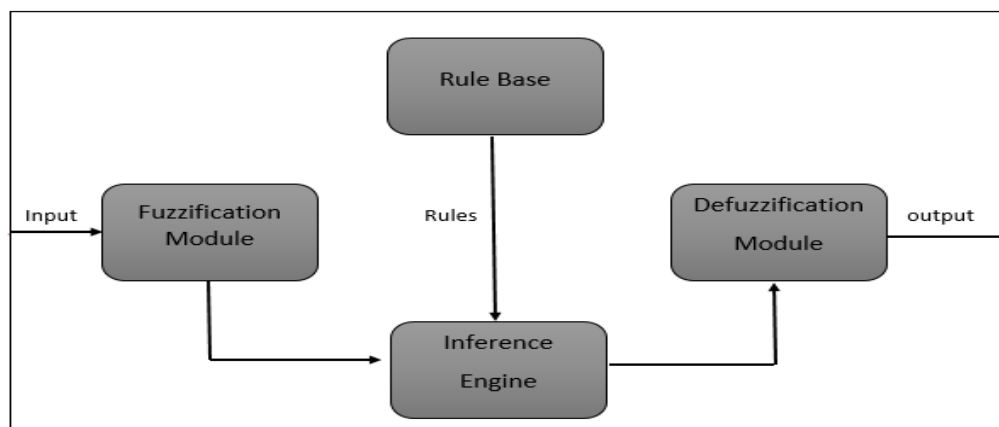 Rule Base
Input
Fuzzification
Module
Rules
Defuzzification
Module
output
Inference
Engine